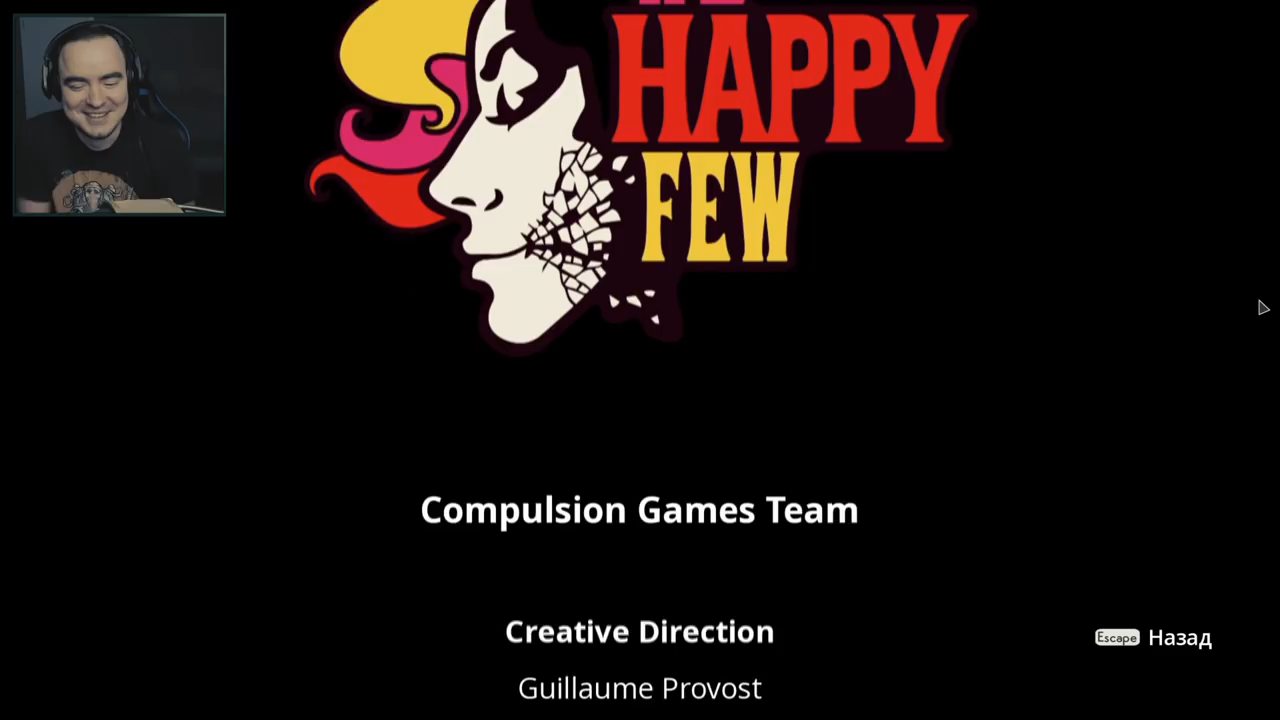 HAPPY
FEW
Compulsion Games Team
Creative Direction
Escape Назад
Guillaume Provost